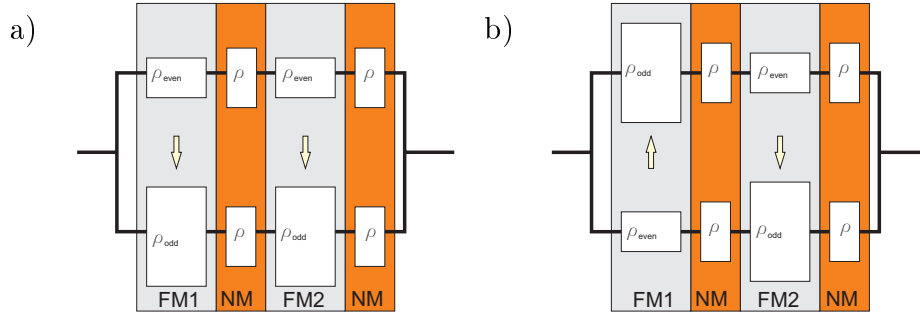 a)
ρeven ρ ρeven ρ
ρodd ρ ρodd ρ
FM1 NM FM2 NM
b)
ρodd ρ ρeven ρ
ρeven ρ ρodd ρ
FM1 NM FM2 NM